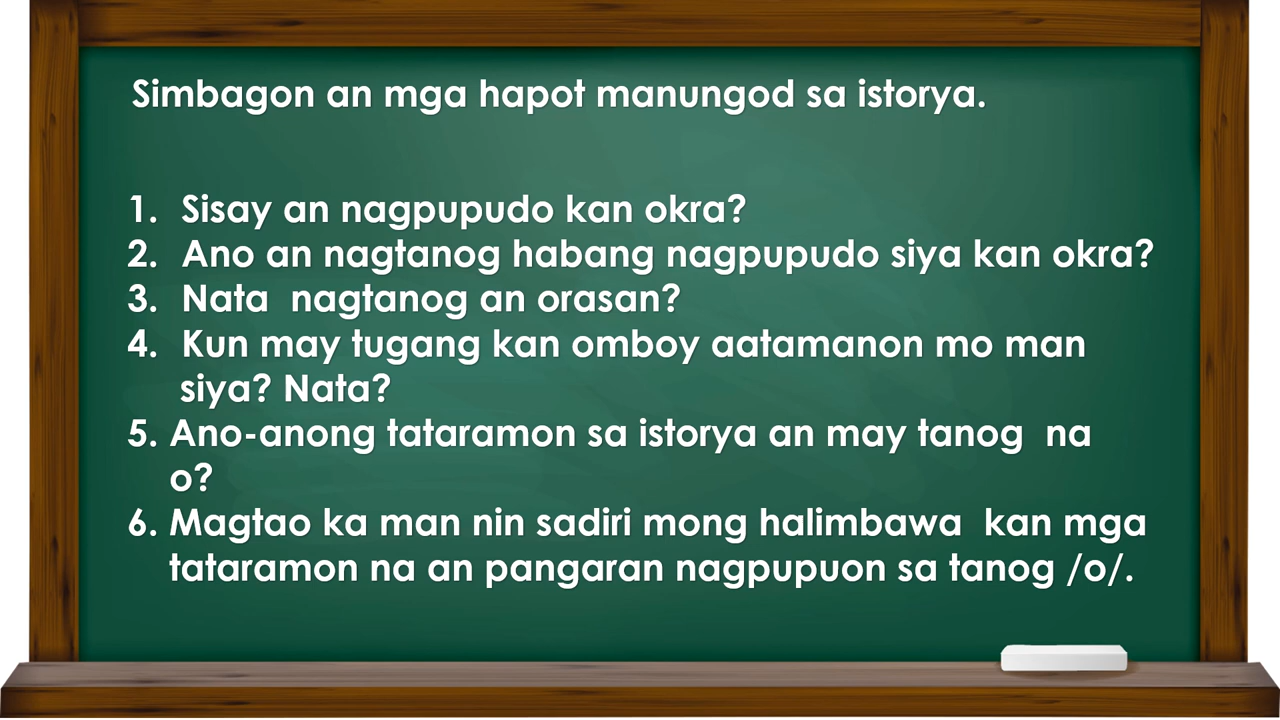 Simbagon an mga hapot manungod sa istorya.
1. Sisay an nagpupudo kan okra?
2. Ano an nagtanog habang nagpupudo siya kan okra?
3. Nata  nagtanog an orasan?
4. Kun may tugang kan omboy aatamanon mo man
siya? Nata?
5. Ano-anong tataramon sa istorya an may tanog  na
o?
6. Magtao ka man nin sadiri mong halimbawa  kan mga
tataramon na an pangaran nagpupuon sa tanog /o/.